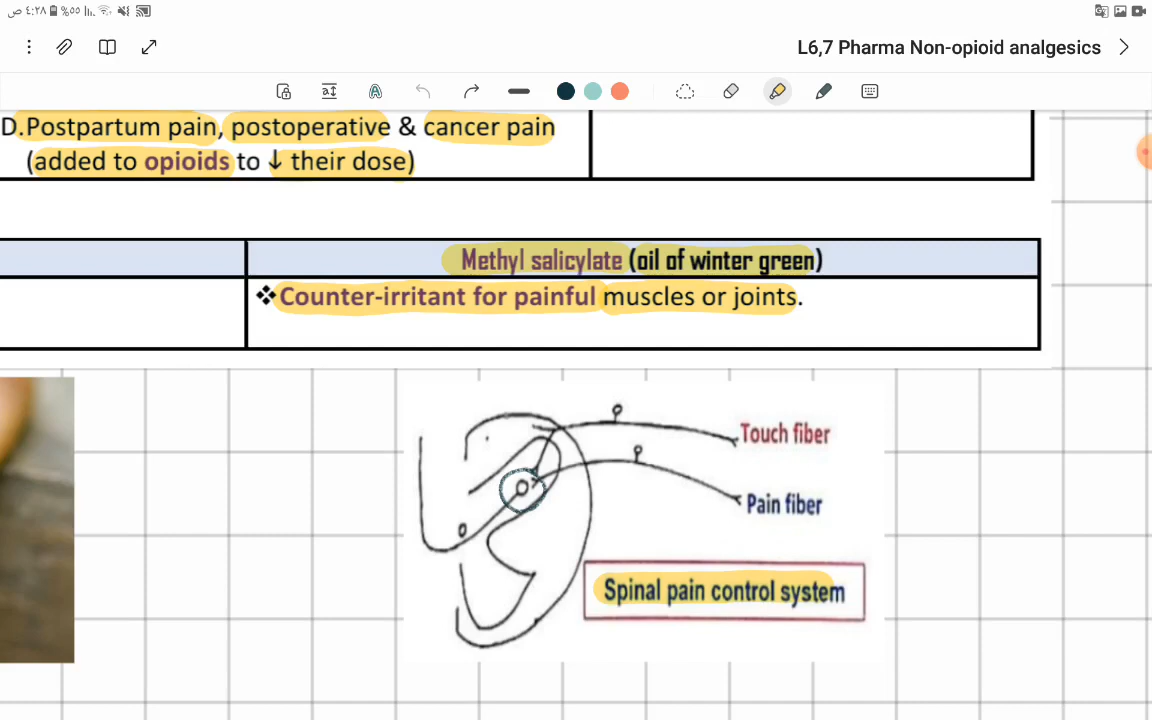 ص ٤:٢٨ %٥٥
L6,7 Pharma Non-opioid analgesics
D.Postpartum pain, postoperative & cancer pain
(added to opioids to ↓ their dose)
Methyl salicylate (oil of winter green)
❖Counter-irritant for painful muscles or joints.
Touch fiber
Pain fiber
Spinal pain control system